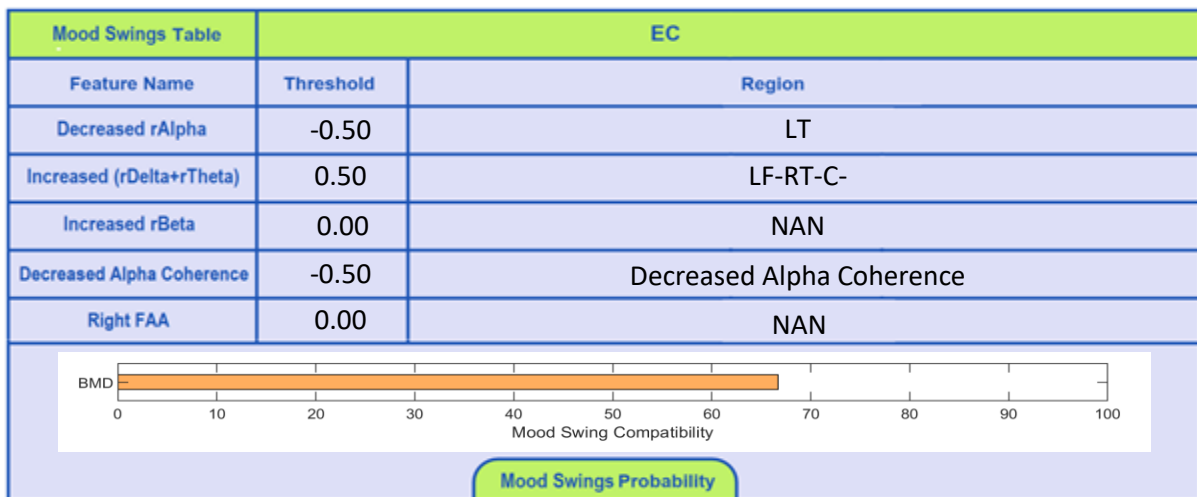 Mood Swings Table EC
Feature Name Threshold Region
Decreased rAlpha -0.50 LT
Increased (rDelta+rTheta) 0.50 LF-RT-C-
Increased rBeta 0.00 NAN
Decreased Alpha Coherence -0.50 Decreased Alpha Coherence
Right FAA 0.00 NAN
BMD
0 10 20 30 40 50 60 70 80 90 100
Mood Swing Compatibility
Mood Swings Probability